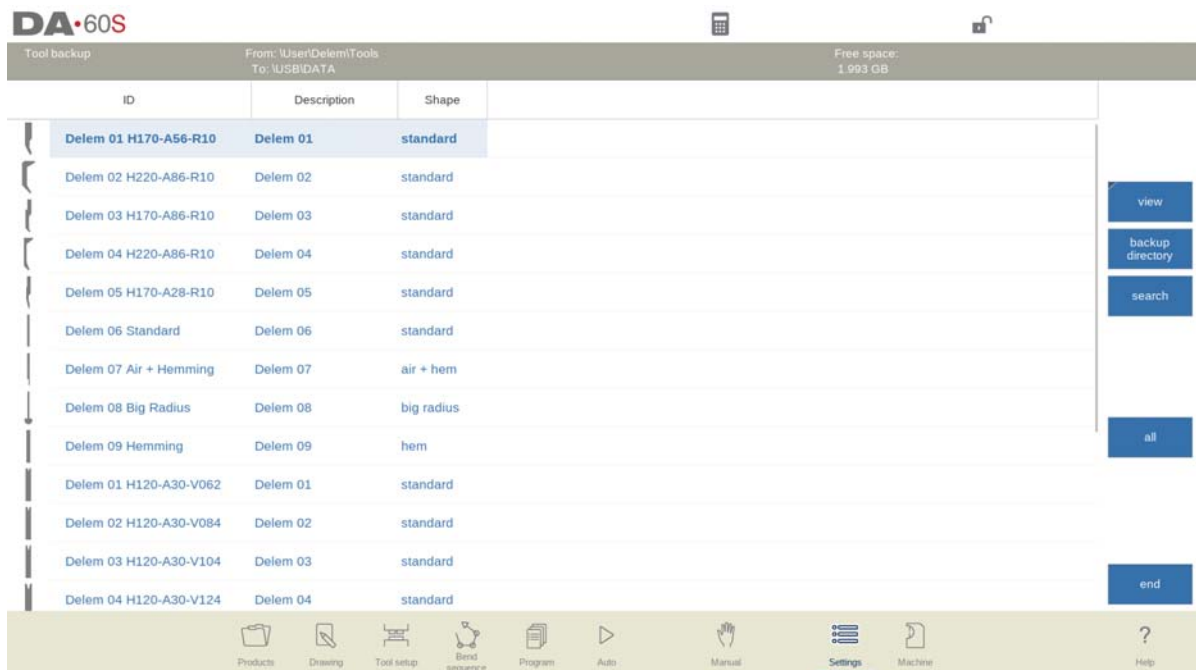 DA•60S
Tool backup
From: \User\Delem\Tools
To: \USB\DATA
Free space:
1.993 GB
ID Description Shape
Delem 01 H170-A56-R10 Delem 01 standard
Delem 02 H220-A86-R10 Delem 02 standard
Delem 03 H170-A86-R10 Delem 03 standard
Delem 04 H220-A86-R10 Delem 04 standard
Delem 05 H170-A28-R10 Delem 05 standard
Delem 06 Standard Delem 06 standard
Delem 07 Air + Hemming Delem 07 air + hem
Delem 08 Big Radius Delem 08 big radius
Delem 09 Hemming Delem 09 hem
Delem 01 H120-A30-V062 Delem 01 standard
Delem 02 H120-A30-V084 Delem 02 standard
Delem 03 H120-A30-V104 Delem 03 standard
Delem 04 H120-A30-V124 Delem 04 standard
view
backup
directory
search
all
end
Products Drawing Tool setup Bend
sequence Program Auto Manual Settings Machine Help